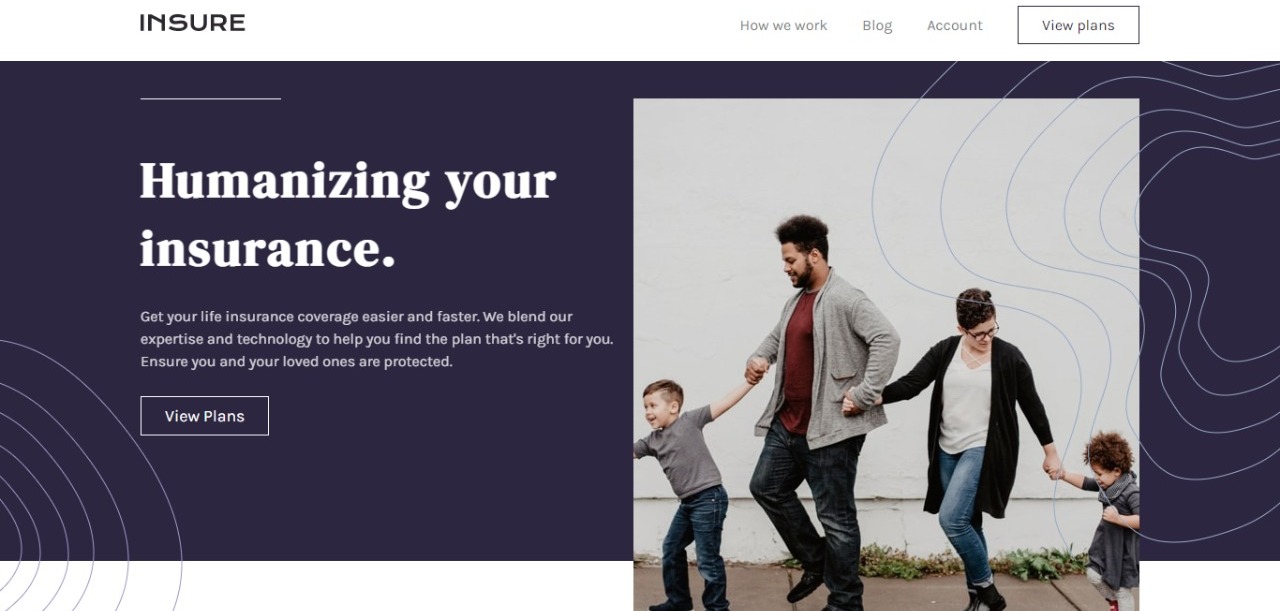 INSURE
How we work
Blog
Account
View plans
Humanizing your
insurance.
Get your life insurance coverage easier and faster. We blend our
expertise and technology to help you find the plan that's right for you.
Ensure you and your loved ones are protected.
View Plans